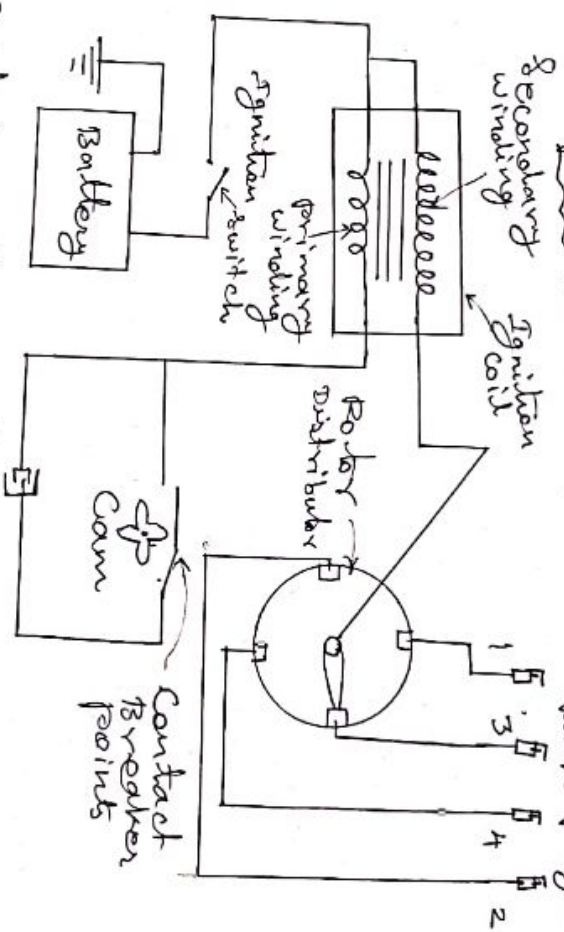 Secondary
winding
Ignition
coil
primary
winding
Ignition
switch
Battery
Rotor
Distributor
Cam
Contact
Breaker
points
1
3
4
2